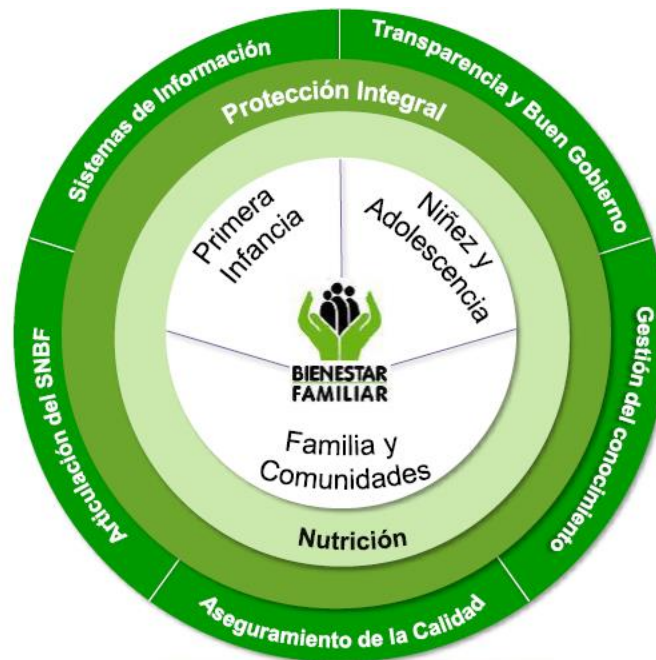 Sistemas de Información
Transparencia y Buen Gobierno
Protección Integral
Primera
Infancia
Niñez y
Adolescencia
BIENESTAR
FAMILIAR
Articulación del SNBF
Gestión del conocimiento
Familia y
Comunidades
Nutrición
Aseguramiento de la Calidad